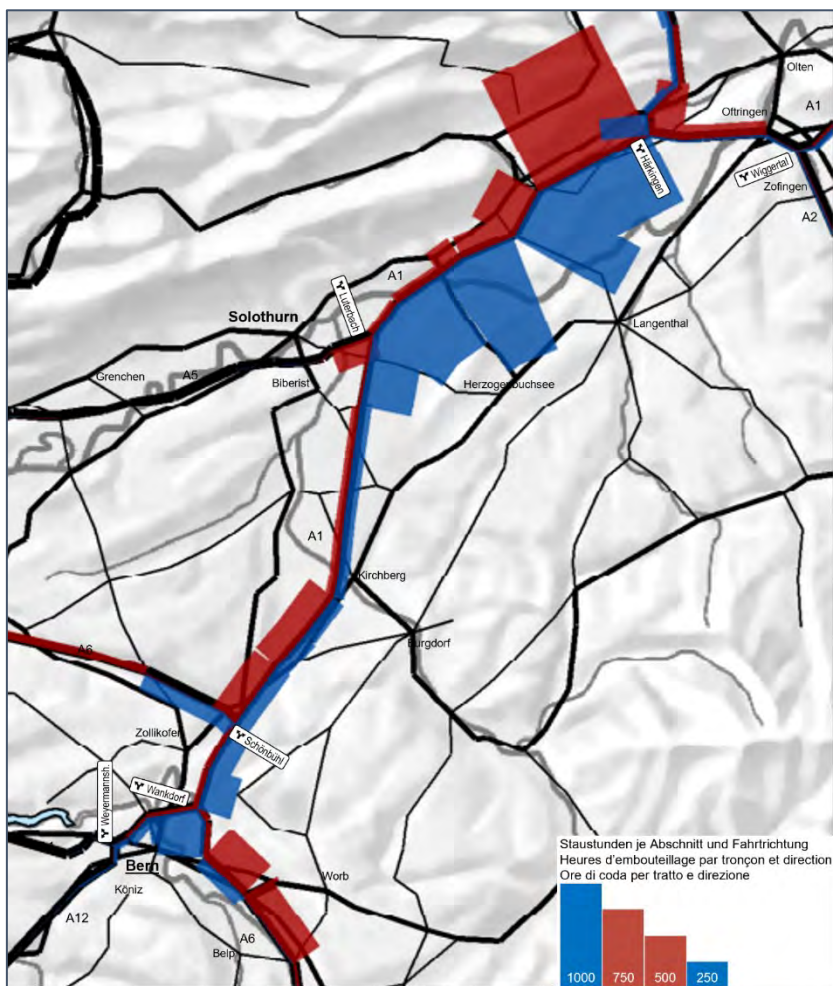 Olten
A1
Oftringen
Härkingen
Wiggertal
Zofingen
A2
A1
Luterbach
Solothurn
Langenthal
Grenchen
A5
Biberist
Herzogenbuchsee
A1
Kirchberg
Burgdorf
A6
Zollikofen
Schönbühl
Weyermannsh.
Wankdorf
Bern
Köniz
Worb
A12
A6
Belp
Staustunden je Abschnitt und Fahrtrichtung
Heures d'embouteillage par tronçon et direction
Ore di coda per tratto e direzione
1000 750 500 250